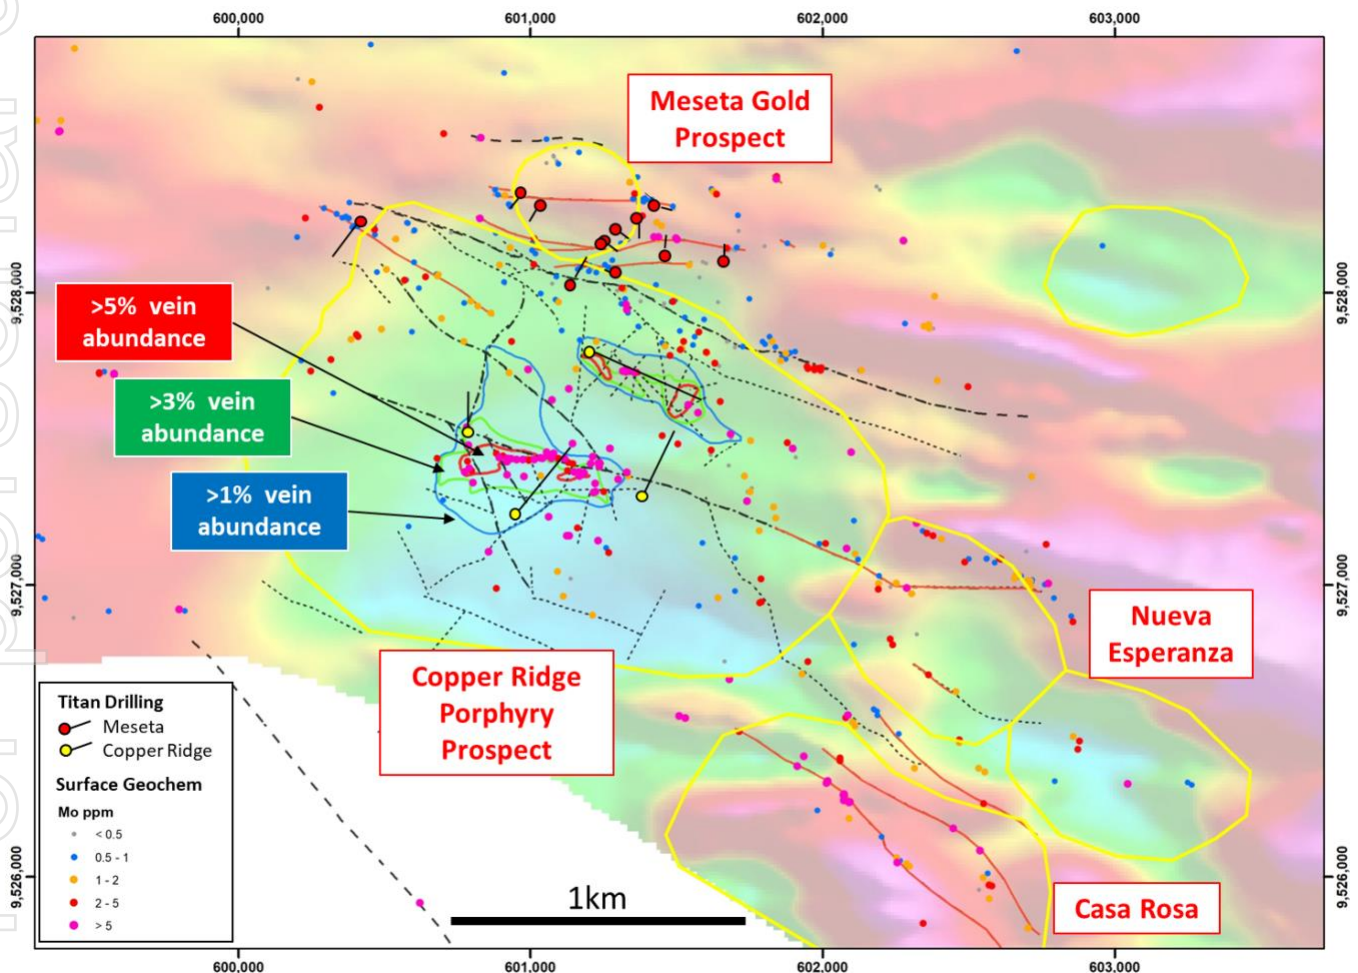 600,000
601,000
602,000
603,000
Meseta Gold
Prospect
9,528,000
9,528,000
>5% vein
abundance
>3% vein
abundance
>1% vein
abundance
9,527,000
9,527,000
Nueva
Esperanza
Copper Ridge
Porphyry
Prospect
Titan Drilling
Meseta
Copper Ridge
Surface Geochem
Mo ppm
< 0.5
0.5 - 1
1 - 2
2 - 5
> 5
9,526,000
9,526,000
1km
Casa Rosa
600,000
601,000
602,000
603,000